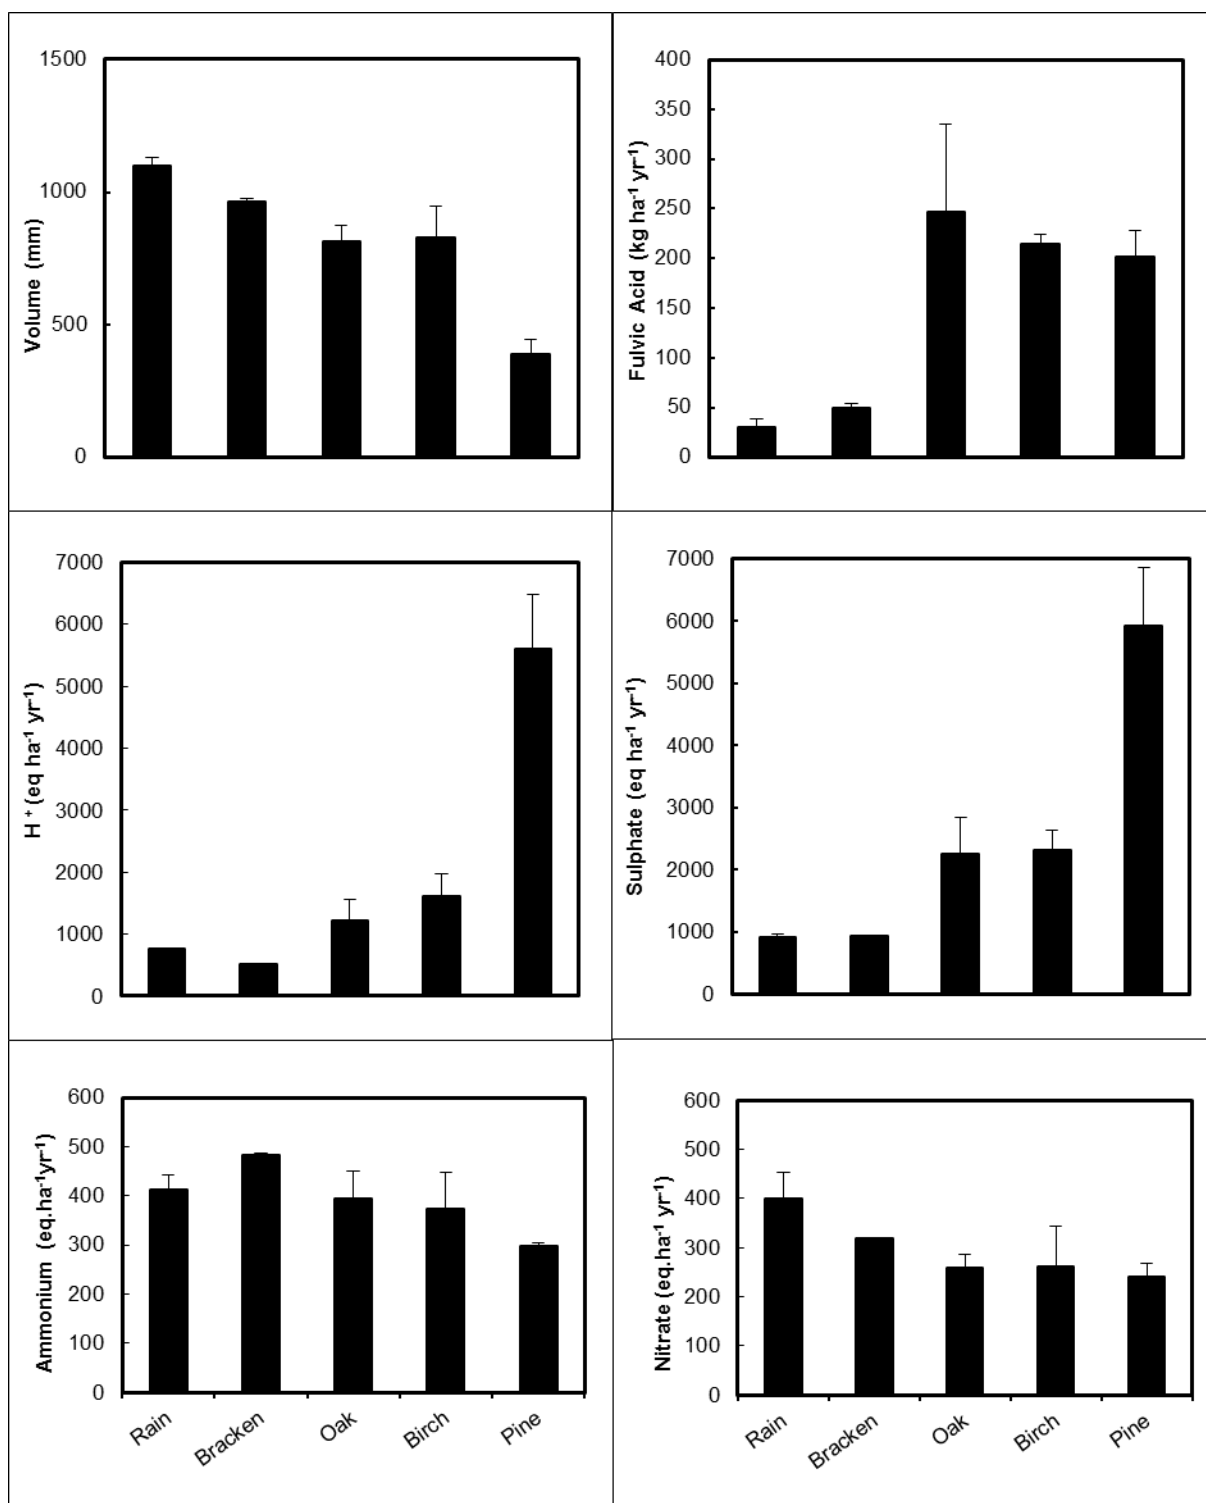 Volume (mm)
1500
1000
500
0
Fulvic Acid (kg ha⁻¹ yr⁻¹)
400
350
300
250
200
150
100
50
0
H⁺ (eq ha⁻¹ yr⁻¹)
7000
6000
5000
4000
3000
2000
1000
0
Sulphate (eq ha⁻¹ yr⁻¹)
7000
6000
5000
4000
3000
2000
1000
0
Ammonium (eq.ha⁻¹yr⁻¹)
600
500
400
300
200
100
0
Rain
Bracken
Oak
Birch
Pine
Nitrate (eq.ha⁻¹ yr⁻¹)
600
500
400
300
200
100
0
Rain
Bracken
Oak
Birch
Pine